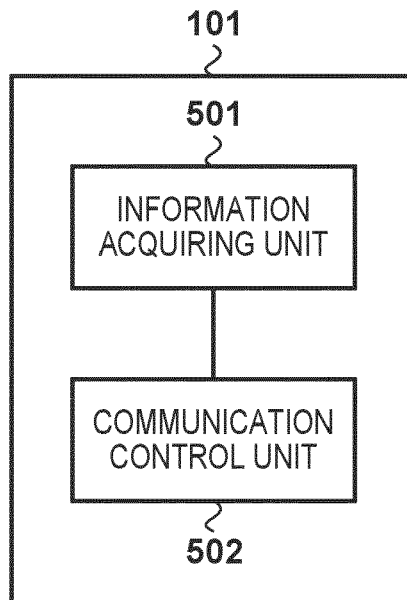 101
501
INFORMATION
ACQUIRING UNIT
COMMUNICATION
CONTROL UNIT
502